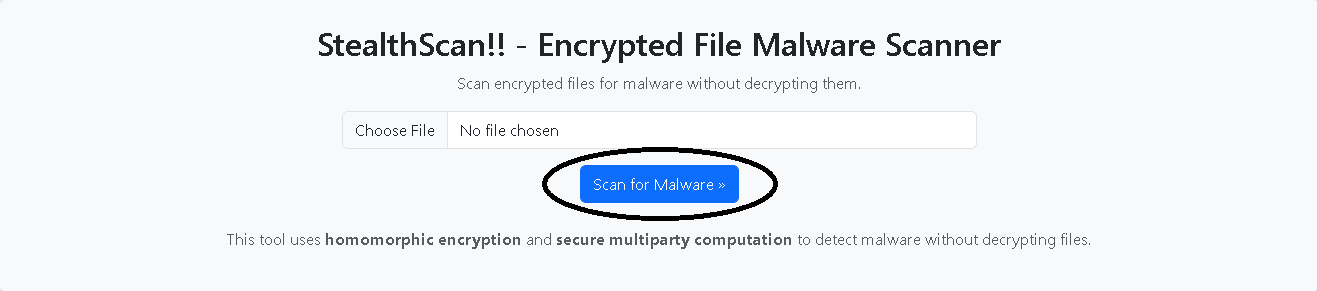 StealthScan!! - Encrypted File Malware Scanner
Scan encrypted files for malware without decrypting them.
Choose File No file chosen
Scan for Malware »
This tool uses homomorphic encryption and secure multiparty computation to detect malware without decrypting files.